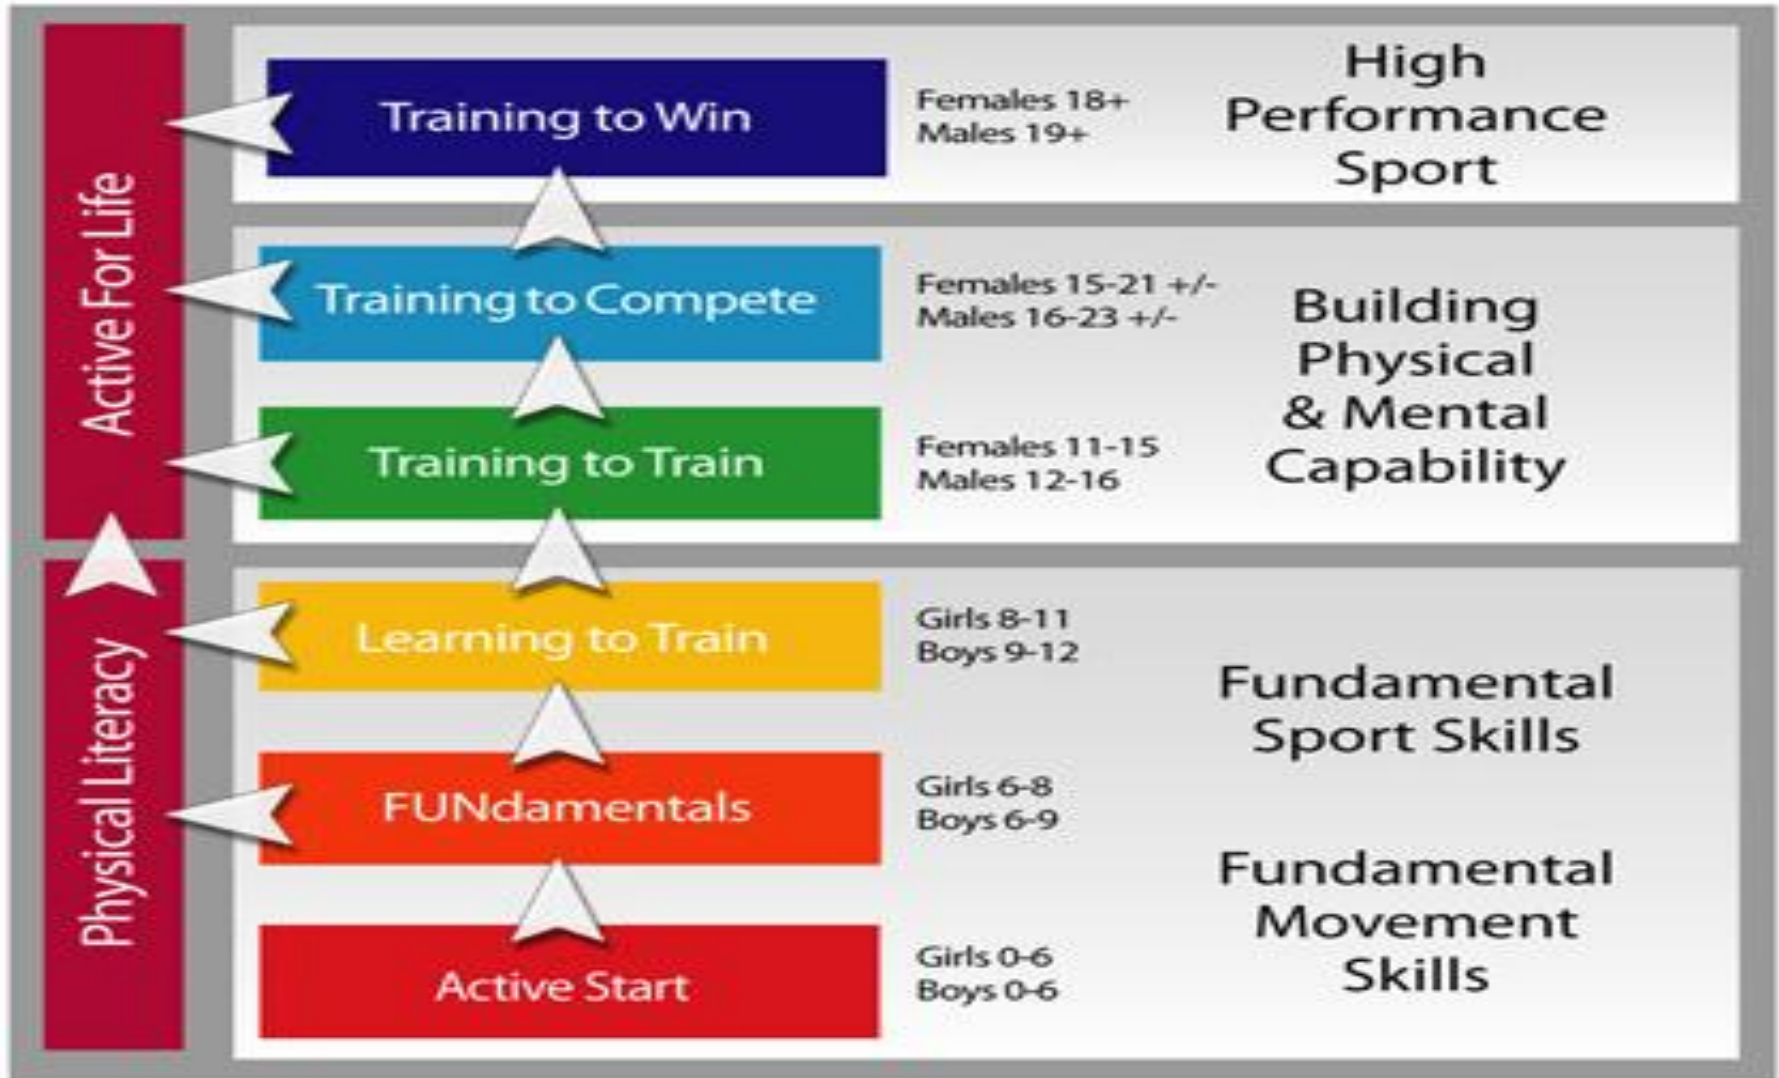 Active For Life
Physical Literacy
Training to Win
Females 18+
Males 19+
High
Performance
Sport
Training to Compete
Females 15-21 +/-
Males 16-23 +/-
Training to Train
Females 11-15
Males 12-16
Building
Physical
& Mental
Capability
Learning to Train
Girls 8-11
Boys 9-12
FUNdamentals
Girls 6-8
Boys 6-9
Fundamental
Sport Skills
Active Start
Girls 0-6
Boys 0-6
Fundamental
Movement
Skills